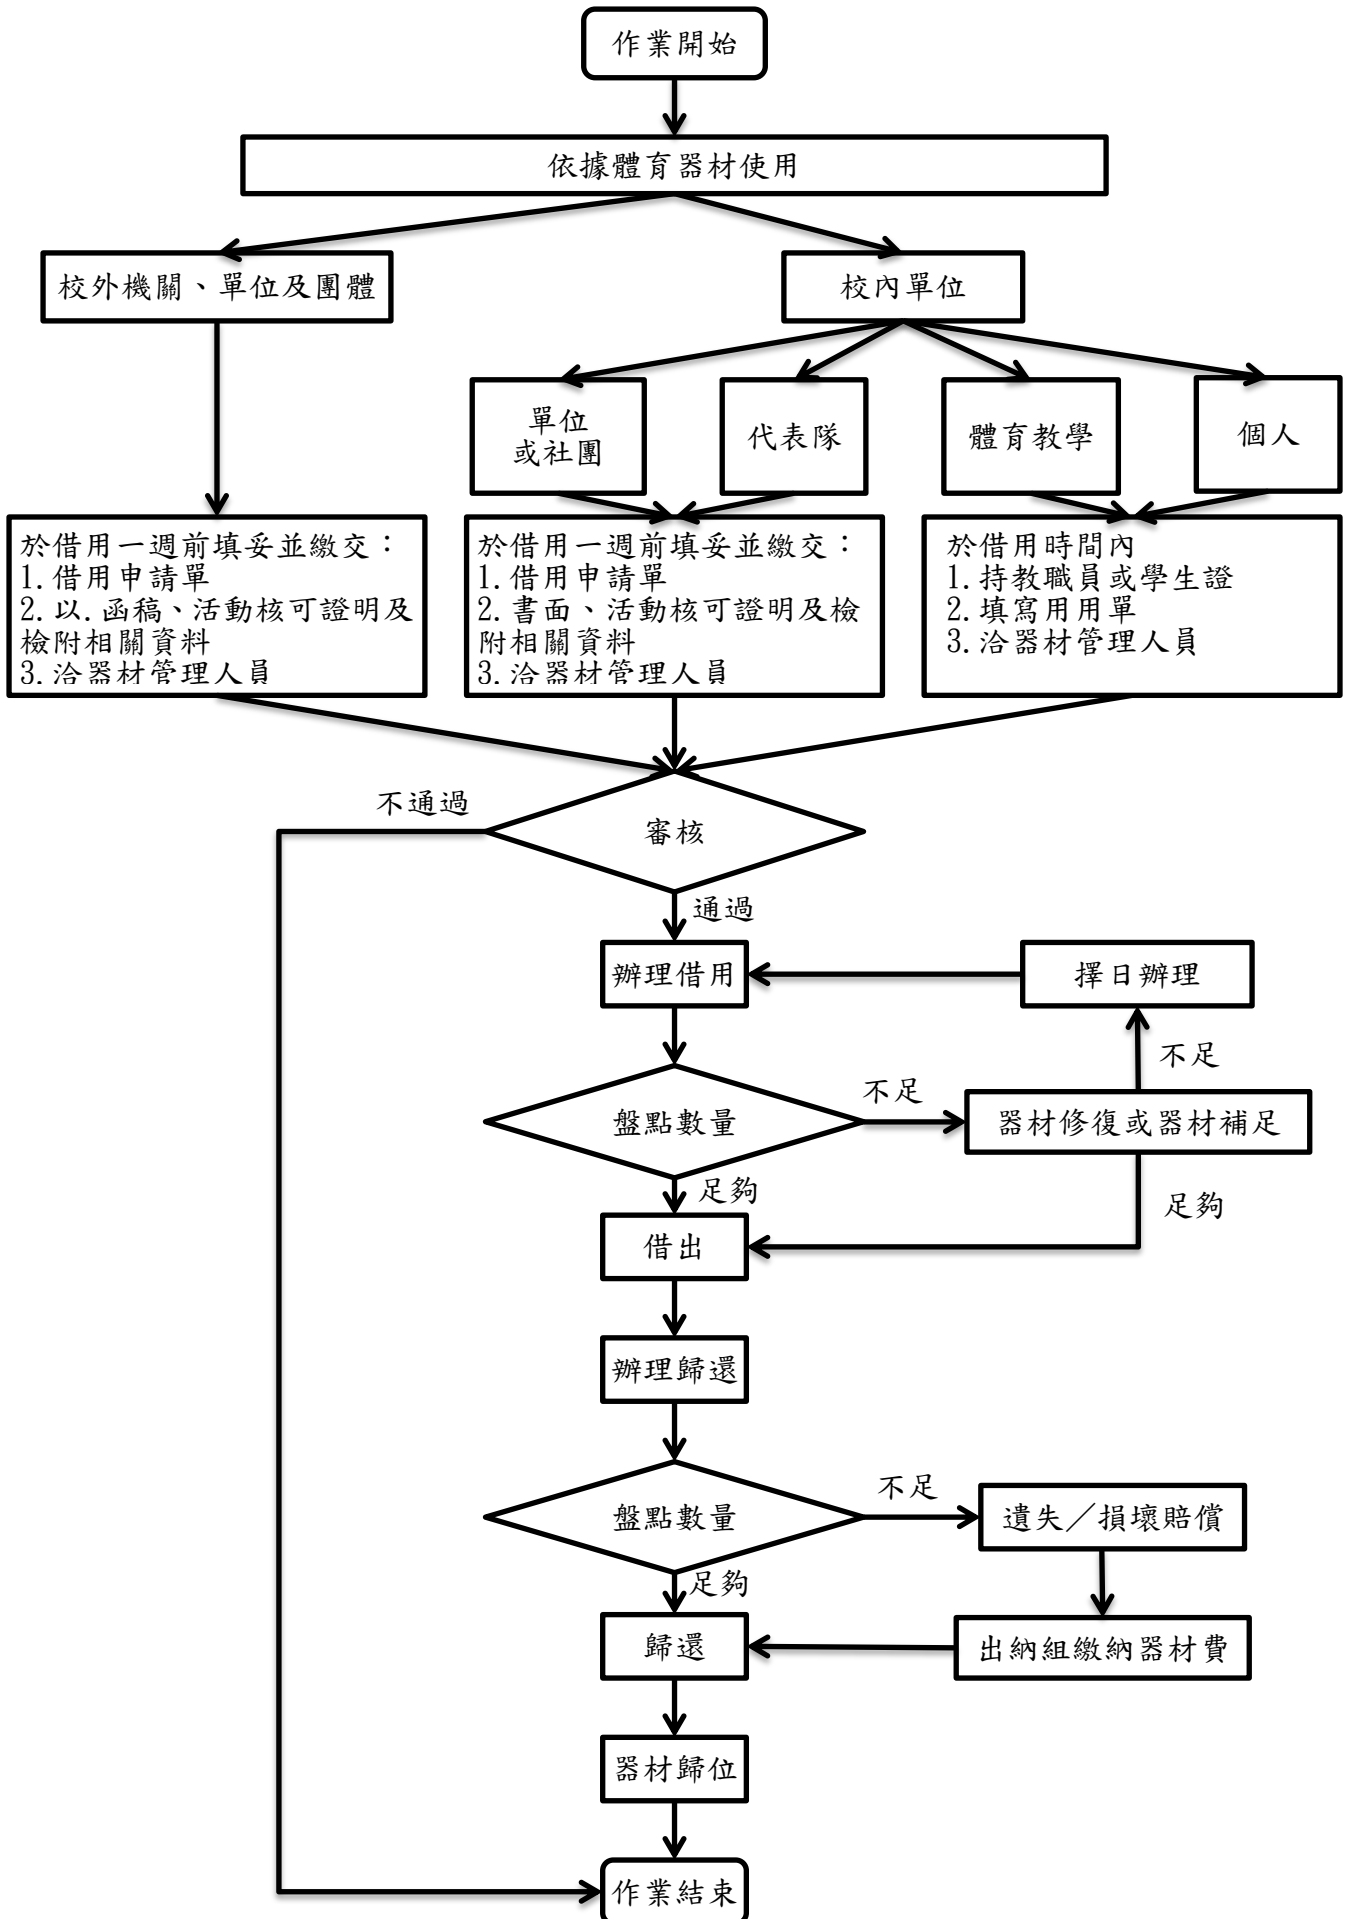 作業開始
依據體育器材使用
校外機關、單位及團體
校內單位
單位
或社團
代表隊
體育教學
個人
於借用一週前填妥並繳交：
1.借用申請單
2.以.函稿、活動核可證明及
檢附相關資料
3.洽器材管理人員
於借用一週前填妥並繳交：
1.借用申請單
2.書面、活動核可證明及檢
附相關資料
3.洽器材管理人員
於借用時間內
1.持教職員或學生證
2.填寫用用單
3.洽器材管理人員
不通過
審核
通過
辦理借用
擇日辦理
不足
盤點數量
不足
器材修復或器材補足
足夠
足夠
借出
辦理歸還
盤點數量
不足
遺失／損壞賠償
足夠
歸還
出納組繳納器材費
器材歸位
作業結束